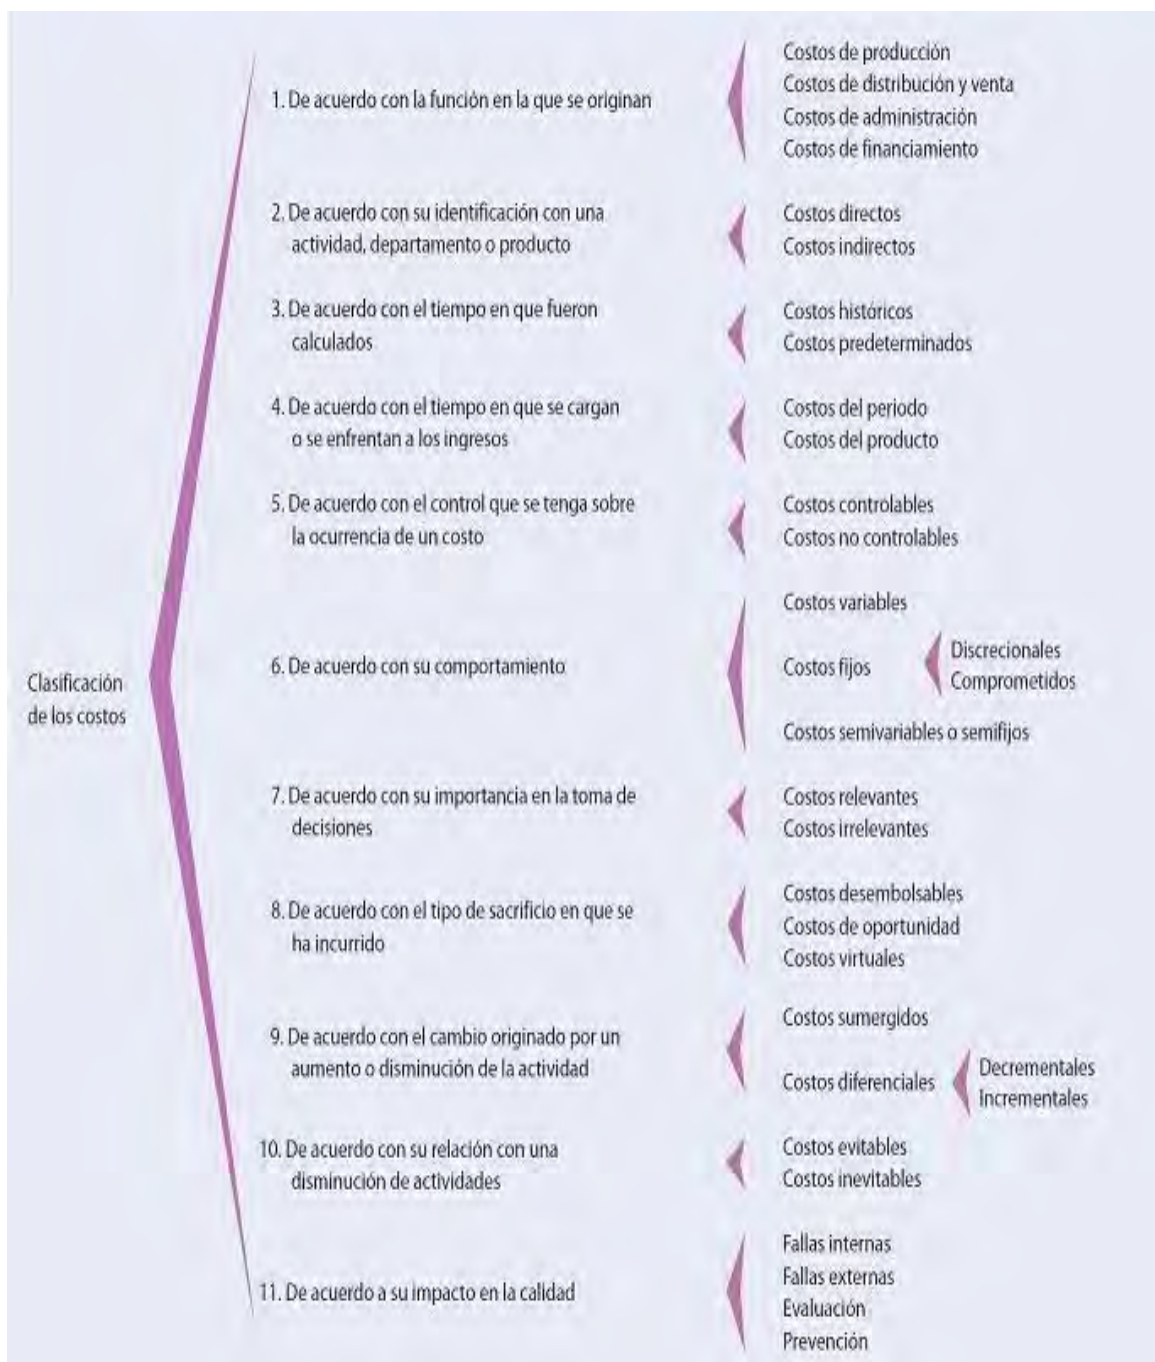 Clasificación
de los costos
1. De acuerdo con la función en la que se originan
Costos de producción
Costos de distribución y venta
Costos de administración
Costos de financiamiento
2. De acuerdo con su identificación con una
actividad, departamento o producto
Costos directos
Costos indirectos
3. De acuerdo con el tiempo en que fueron
calculados
Costos históricos
Costos predeterminados
4. De acuerdo con el tiempo en que se cargan
o se enfrentan a los ingresos
Costos del periodo
Costos del producto
5. De acuerdo con el control que se tenga sobre
la ocurrencia de un costo
Costos controlables
Costos no controlables
6. De acuerdo con su comportamiento
Costos variables
Costos fijos
Discrecionales
Comprometidos
Costos semivariables o semifijos
7. De acuerdo con su importancia en la toma de
decisiones
Costos relevantes
Costos irrelevantes
8. De acuerdo con el tipo de sacrificio en que se
ha incurrido
Costos desembolsables
Costos de oportunidad
Costos virtuales
9. De acuerdo con el cambio originado por un
aumento o disminución de la actividad
Costos sumergidos
Costos diferenciales
Decrementales
Incrementales
10. De acuerdo con su relación con una
disminución de actividades
Costos evitables
Costos inevitables
11. De acuerdo a su impacto en la calidad
Fallas internas
Fallas externas
Evaluación
Prevención